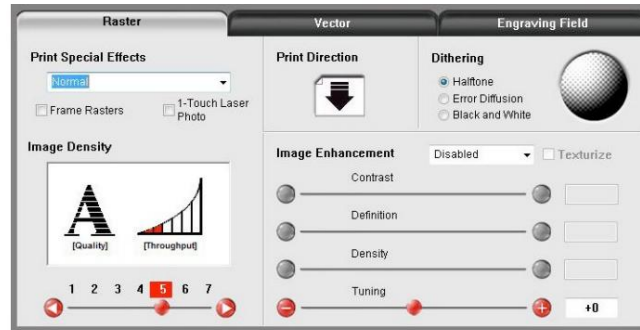 Raster
Vector
Engraving Field
Print Special Effects
Normal
Frame Rasters
1-Touch Laser
Photo
Image Density
A
[Quality]
[Throughput]
1 2 3 4 5 6 7
Print Direction
Dithering
Halftone
Error Diffusion
Black and White
Image Enhancement
Disabled
Texturize
Contrast
Definition
Density
Tuning
+0